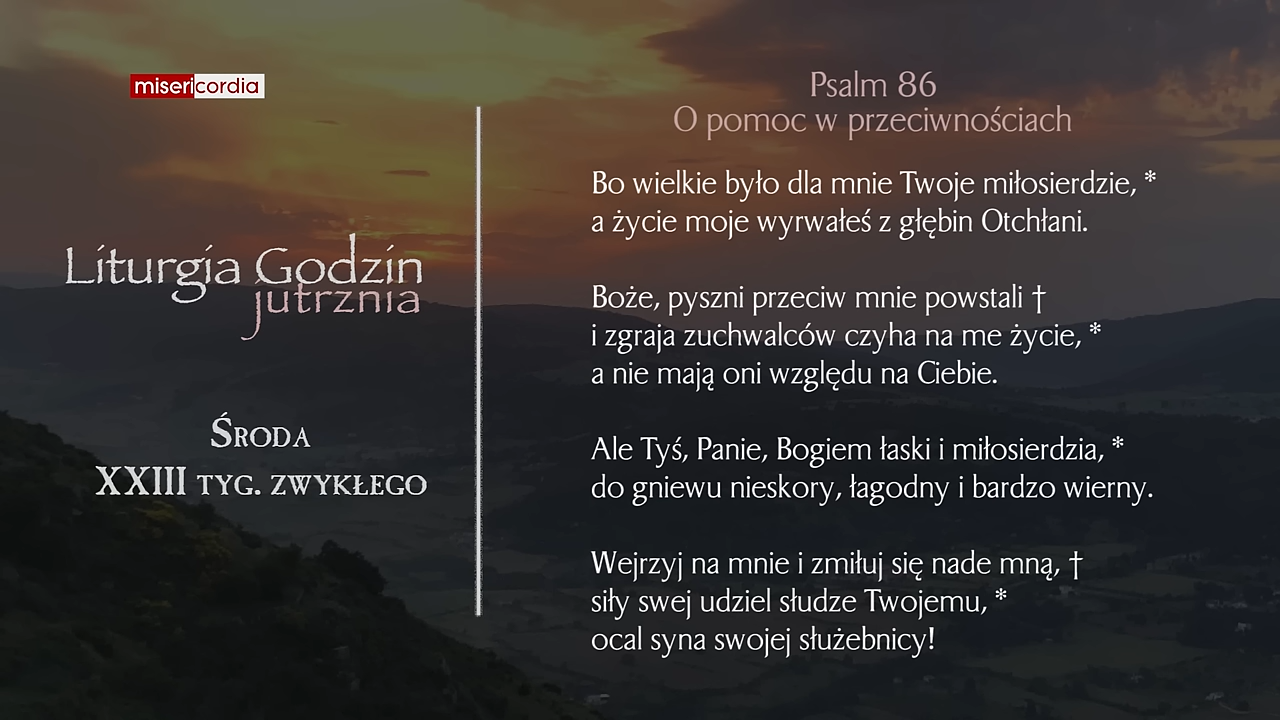 misericordia
Liturgia Godzin
jutrznia
Środa
XXIII tyg. zwykłego
Psalm 86
O pomoc w przeciwnościach
Bo wielkie było dla mnie Twoje miłosierdzie, *
a życie moje wyrwałeś z głębin Otchłani.
Boże, pyszni przeciw mnie powstali †
i zgraja zuchwalców czyha na me życie, *
a nie mają oni względu na Ciebie.
Ale Tyś, Panie, Bogiem łaski i miłosierdzia, *
do gniewu nieskory, łagodny i bardzo wierny.
Wejrzyj na mnie i zmiłuj się nade mną, †
siły swej udziel słudze Twojemu, *
ocal syna swojej służebnicy!